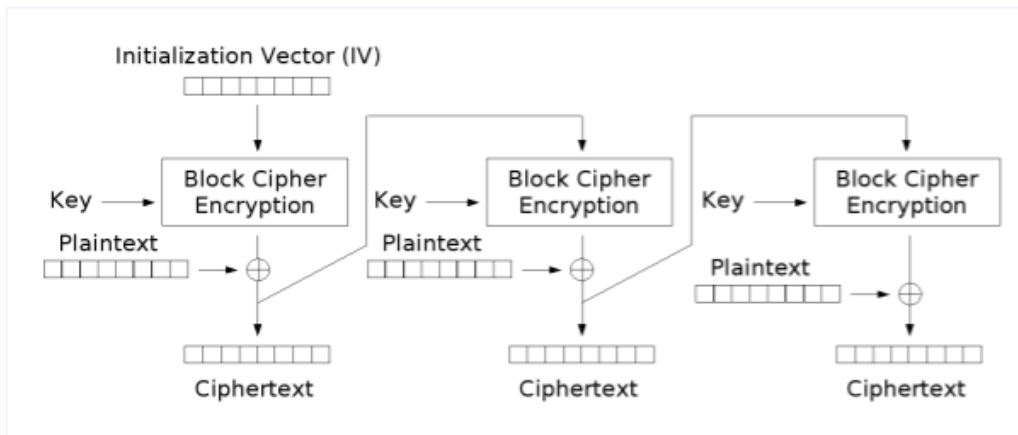 Initialization Vector (IV)
Block Cipher
Encryption
Block Cipher
Encryption
Block Cipher
Encryption
Key
Key
Key
Plaintext
Plaintext
Plaintext
Ciphertext
Ciphertext
Ciphertext